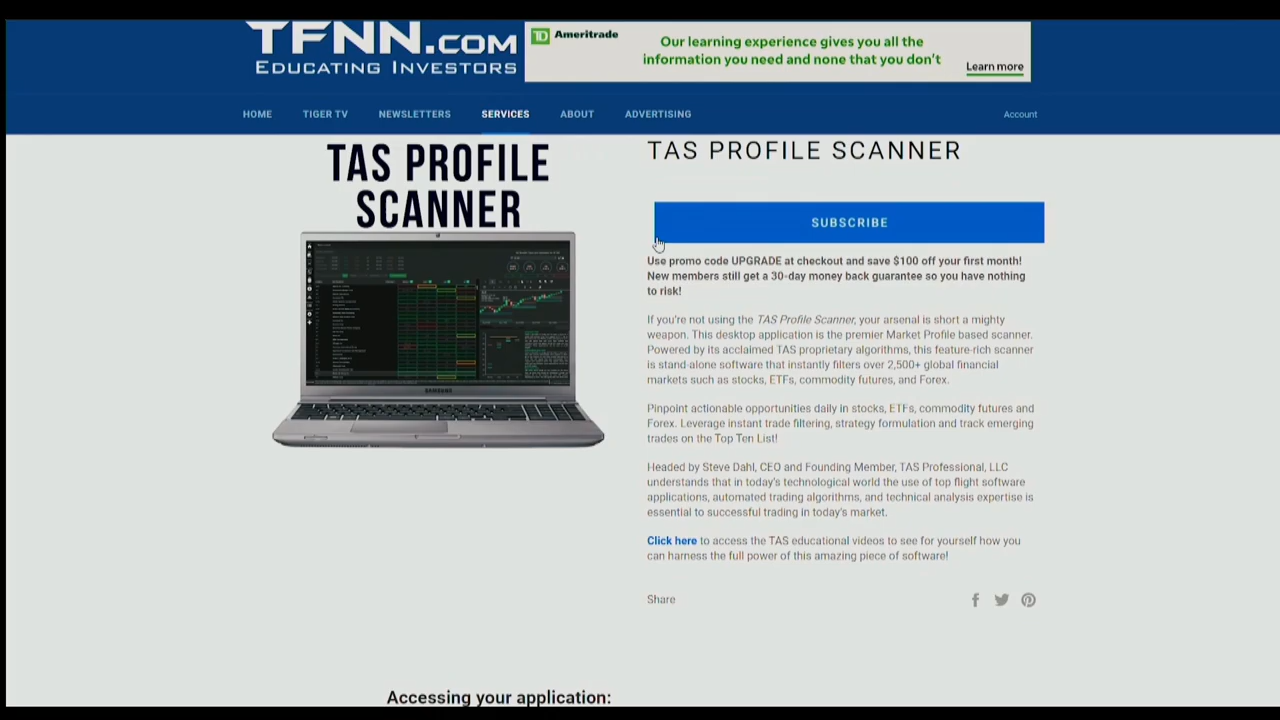 TFNN.COM
EDUCATING INVESTORS
TD Ameritrade
Our learning experience gives you all the
information you need and none that you don't
Learn more
HOME TIGER TV NEWSLETTERS SERVICES ABOUT ADVERTISING Account
TAS PROFILE
SCANNER
SAMSUNG
TAS PROFILE SCANNER
SUBSCRIBE
Use promo code UPGRADE at checkout and save $100 off your first month!
New members still get a 30-day money back guarantee so you have nothing
to risk!
If you're not using the TAS Profile Scanner, your arsenal is short a mighty
weapon. This desktop application is the premier Market Profile based scanner.
Powered by its acclaimed TAS proprietary algorithms, this feature-rich scanner
is stand-alone software that instantly filters over 2,500+ global financial
markets such as stocks, ETFs, commodity futures, and Forex.
Pinpoint actionable opportunities daily in stocks, ETFs, commodity futures and
Forex. Leverage instant trade filtering, strategy formulation and track emerging
trades on the Top Ten List!
Headed by Steve Dahl, CEO and Founding Member, TAS Professional, LLC
understands that in today's technological world the use of top flight software
applications, automated trading algorithms, and technical analysis expertise is
essential to successful trading in today's market.
Click here to access the TAS educational videos to see for yourself how you
can harness the full power of this amazing piece of software!
Share
Accessing your application: